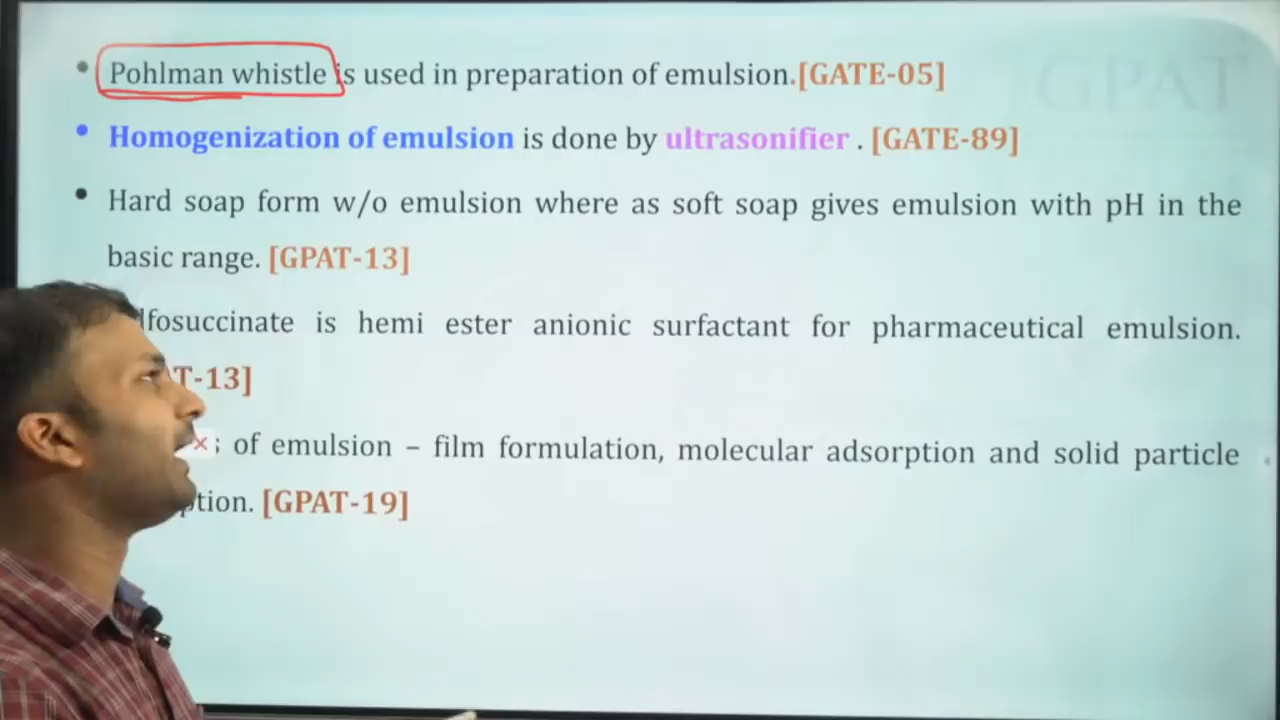 GPAT
• Pohlman whistle is used in preparation of emulsion.[GATE-05]
• Homogenization of emulsion is done by ultrasonifier . [GATE-89]
• Hard soap form w/o emulsion where as soft soap gives emulsion with pH in the
basic range. [GPAT-13]
is hemi ester anionic surfactant for pharmaceutical emulsion.
of emulsion – film formulation, molecular adsorption and solid particle
[GPAT-19]